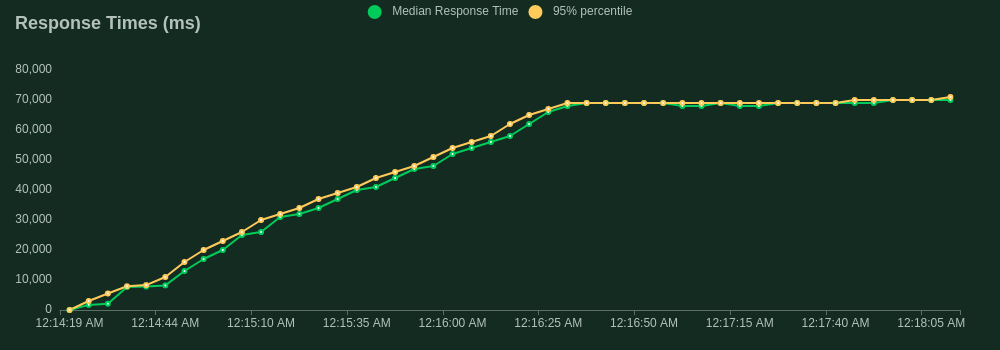 Response Times (ms)
Median Response Time
95% percentile
80,000
70,000
60,000
50,000
40,000
30,000
20,000
10,000
0
12:14:19 AM
12:14:44 AM
12:15:10 AM
12:15:35 AM
12:16:00 AM
12:16:25 AM
12:16:50 AM
12:17:15 AM
12:17:40 AM
12:18:05 AM